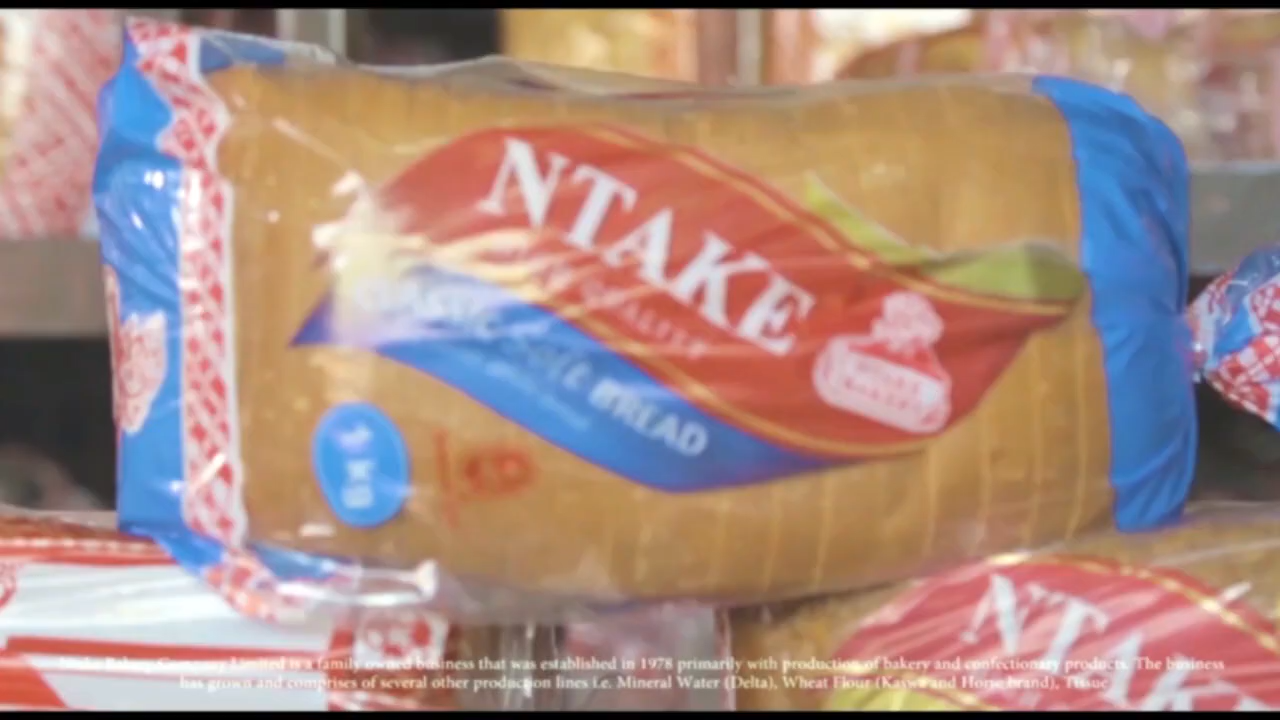 NTAKE
BREAD
1 KG
NTAKE
Ntake Bakery Company Limited is a family owned business that was established in 1978 primarily with production of bakery and confectionary products. The business
has grown and comprises of several other production lines i.e. Mineral Water (Delta), Wheat Flour (Kaswa and Horse brand), Tissue